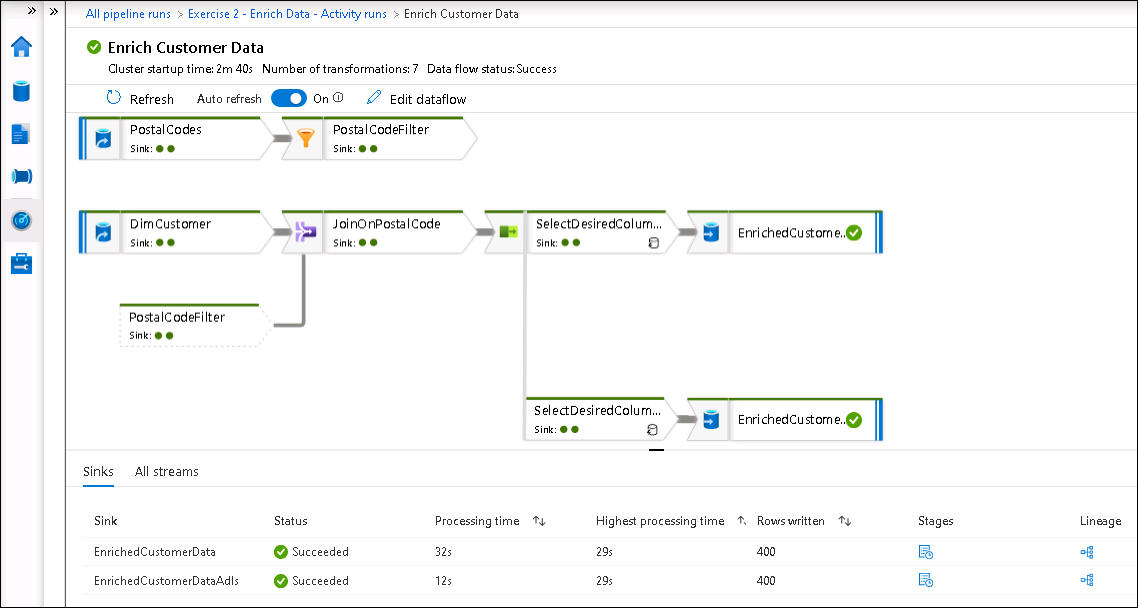 All pipeline runs > Exercise 2 - Enrich Data - Activity runs > Enrich Customer Data
Enrich Customer Data
Cluster startup time: 2m 40s Number of transformations: 7 Data flow status: Success
Refresh Auto refresh On Edit dataflow
PostalCodes PostalCodeFilter
Sink: Sink:
DimCustomer JoinOnPostalCode SelectDesiredColum...
Sink: Sink: Sink:
EnrichedCustome...
PostalCodeFilter
Sink:
SelectDesiredColum...
EnrichedCustome...
Sink:
Sinks All streams
Sink Status Processing time Highest processing time Rows written Stages Lineage
EnrichedCustomerData Succeeded 32s 29s 400
EnrichedCustomerDataAdls Succeeded 12s 29s 400